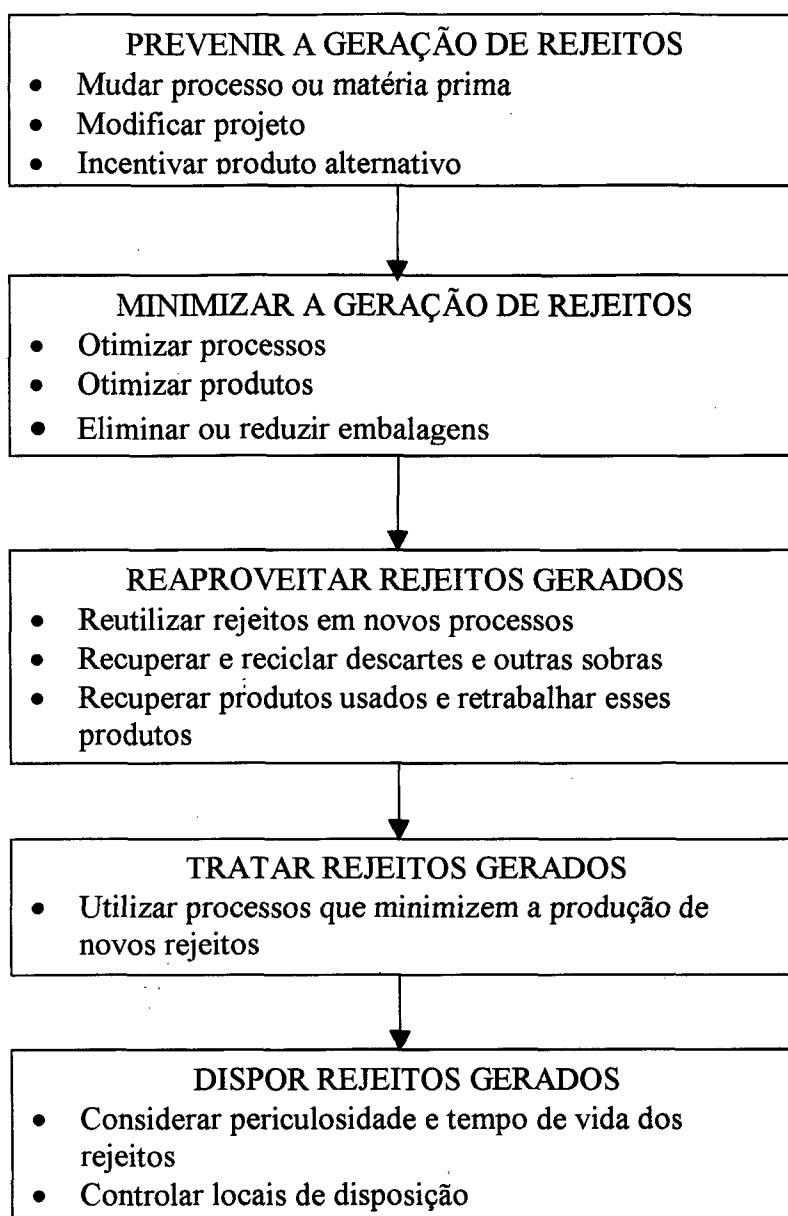 PREVENIR A GERAÇÃO DE REJEITOS
• Mudar processo ou matéria prima
• Modificar projeto
• Incentivar produto alternativo
MINIMIZAR A GERAÇÃO DE REJEITOS
• Otimizar processos
• Otimizar produtos
• Eliminar ou reduzir embalagens
REAPROVEITAR REJEITOS GERADOS
• Reutilizar rejeitos em novos processos
• Recuperar e reciclar descartes e outras sobras
• Recuperar produtos usados e retrabalhar esses
produtos
TRATAR REJEITOS GERADOS
• Utilizar processos que minimizem a produção de
novos rejeitos
DISPOR REJEITOS GERADOS
• Considerar periculosidade e tempo de vida dos
rejeitos
• Controlar locais de disposição